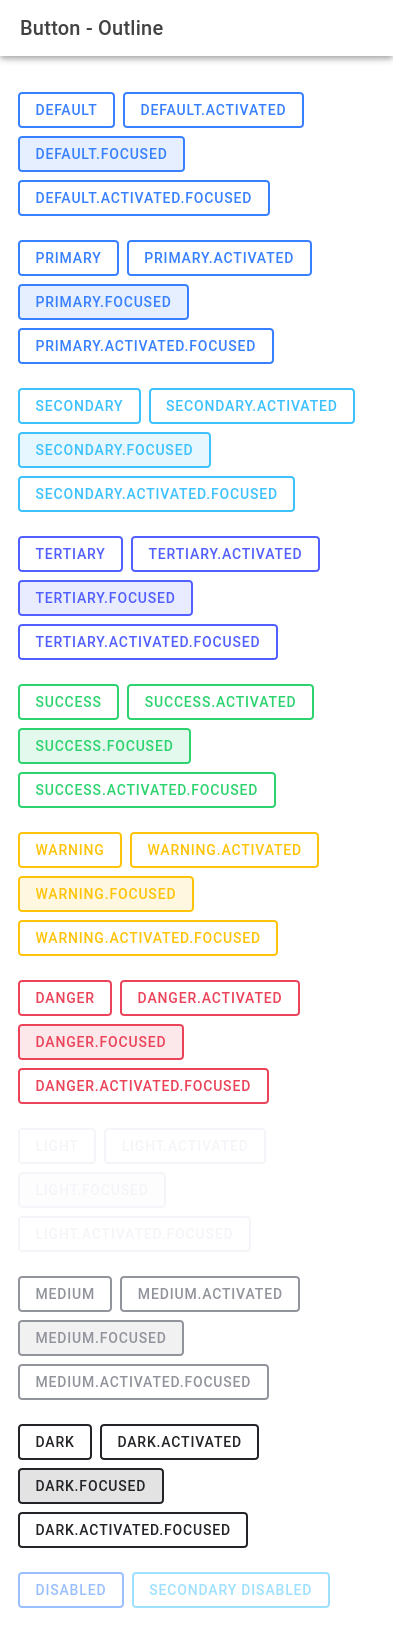 Button - Outline
DEFAULT DEFAULT.ACTIVATED
DEFAULT.FOCUSED
DEFAULT.ACTIVATED.FOCUSED
PRIMARY PRIMARY.ACTIVATED
PRIMARY.FOCUSED
PRIMARY.ACTIVATED.FOCUSED
SECONDARY SECONDARY.ACTIVATED
SECONDARY.FOCUSED
SECONDARY.ACTIVATED.FOCUSED
TERTIARY TERTIARY.ACTIVATED
TERTIARY.FOCUSED
TERTIARY.ACTIVATED.FOCUSED
SUCCESS SUCCESS.ACTIVATED
SUCCESS.FOCUSED
SUCCESS.ACTIVATED.FOCUSED
WARNING WARNING.ACTIVATED
WARNING.FOCUSED
WARNING.ACTIVATED.FOCUSED
DANGER DANGER.ACTIVATED
DANGER.FOCUSED
DANGER.ACTIVATED.FOCUSED
LIGHT LIGHT.ACTIVATED
LIGHT.FOCUSED
LIGHT.ACTIVATED.FOCUSED
MEDIUM MEDIUM.ACTIVATED
MEDIUM.FOCUSED
MEDIUM.ACTIVATED.FOCUSED
DARK DARK.ACTIVATED
DARK.FOCUSED
DARK.ACTIVATED.FOCUSED
DISABLED SECONDARY DISABLED